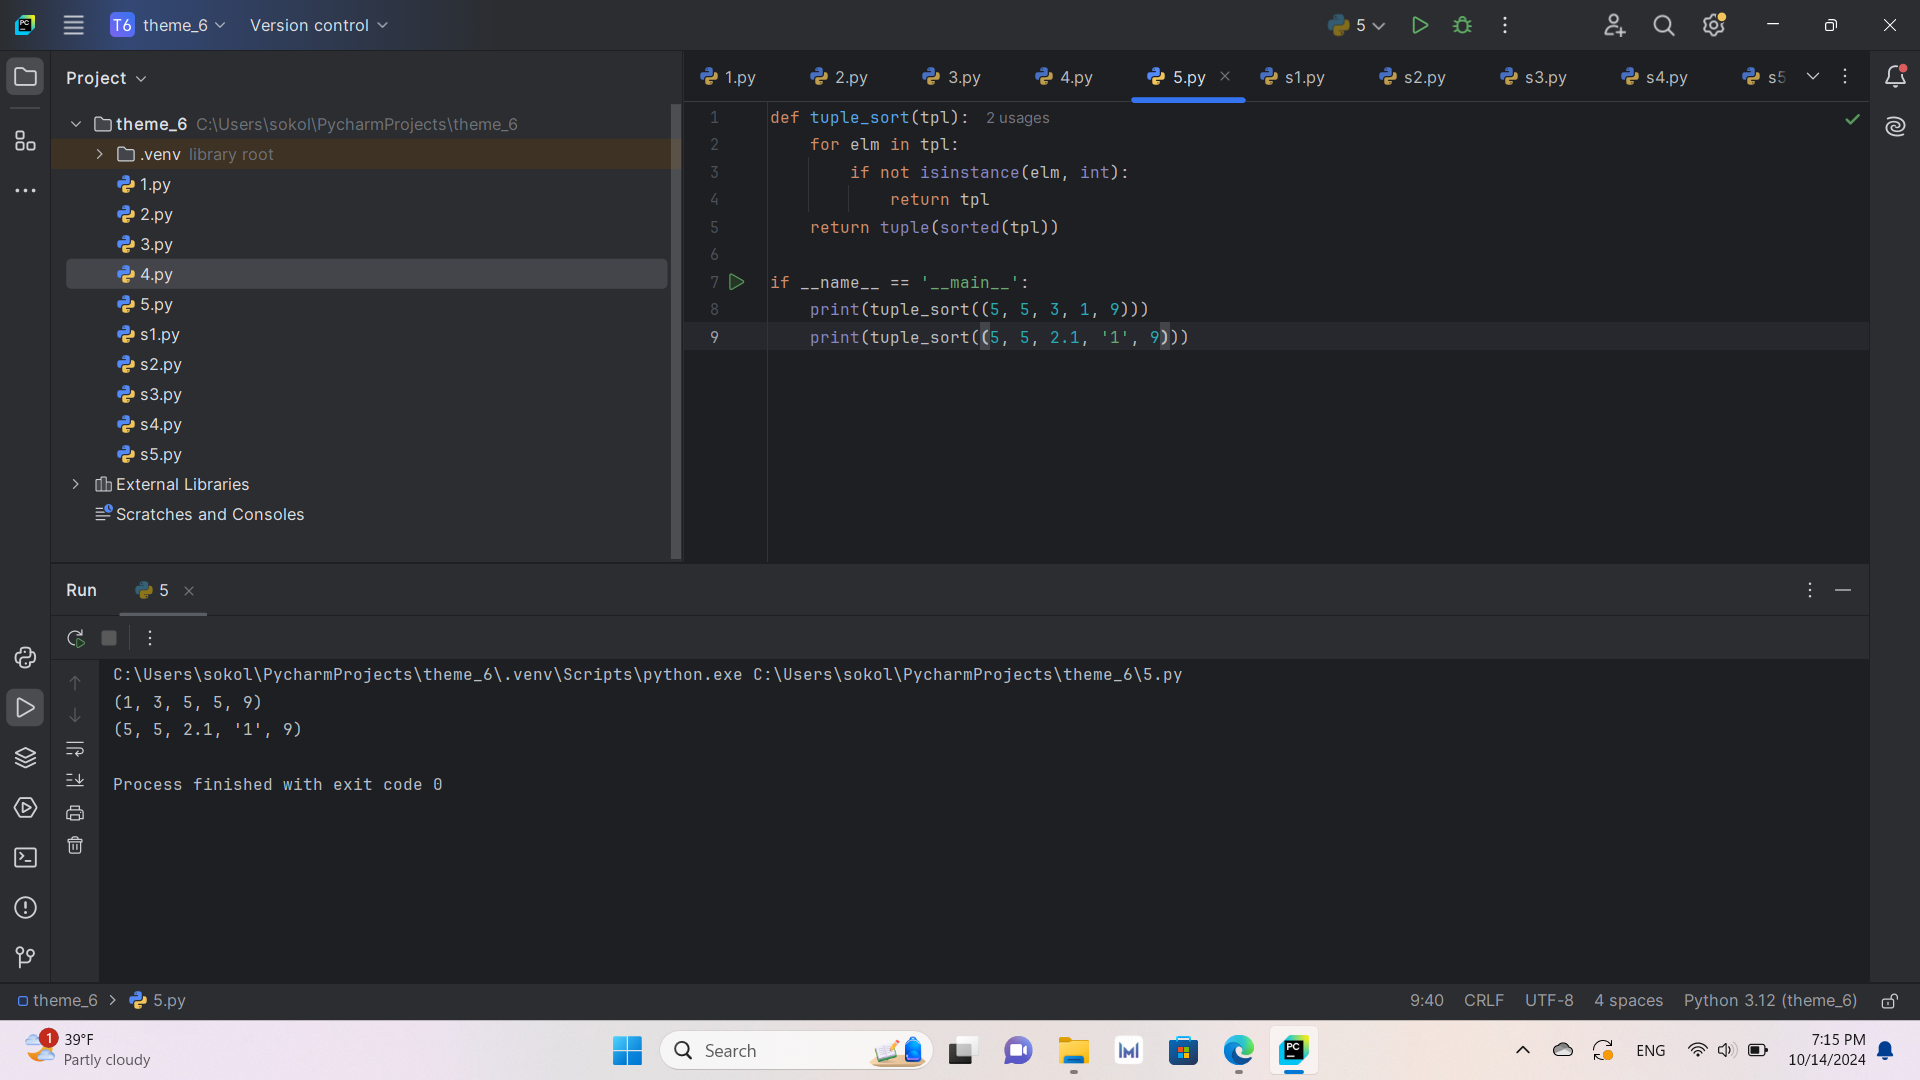 T6 theme_6 Version control 5
Project
1.py 2.py 3.py 4.py 5.py s1.py s2.py s3.py s4.py s5
theme_6 C:\Users\sokol\PycharmProjects\theme_6
.venv library root
1.py
2.py
3.py
4.py
5.py
s1.py
s2.py
s3.py
s4.py
s5.py
External Libraries
Scratches and Consoles
1 def tuple_sort(tpl): 2 usages
2     for elm in tpl:
3         if not isinstance(elm, int):
4             return tpl
5     return tuple(sorted(tpl))
6
7 if __name__ == '__main__':
8     print(tuple_sort((5, 5, 3, 1, 9)))
9     print(tuple_sort((5, 5, 2.1, '1', 9)))
Run 5
C:\Users\sokol\PycharmProjects\theme_6\.venv\Scripts\python.exe C:\Users\sokol\PycharmProjects\theme_6\5.py
(1, 3, 5, 5, 9)
(5, 5, 2.1, '1', 9)
Process finished with exit code 0
theme_6 > 5.py 9:40 CRLF UTF-8 4 spaces Python 3.12 (theme_6)
1 39°F
Partly cloudy
Search
PC
ENG
7:15 PM
10/14/2024